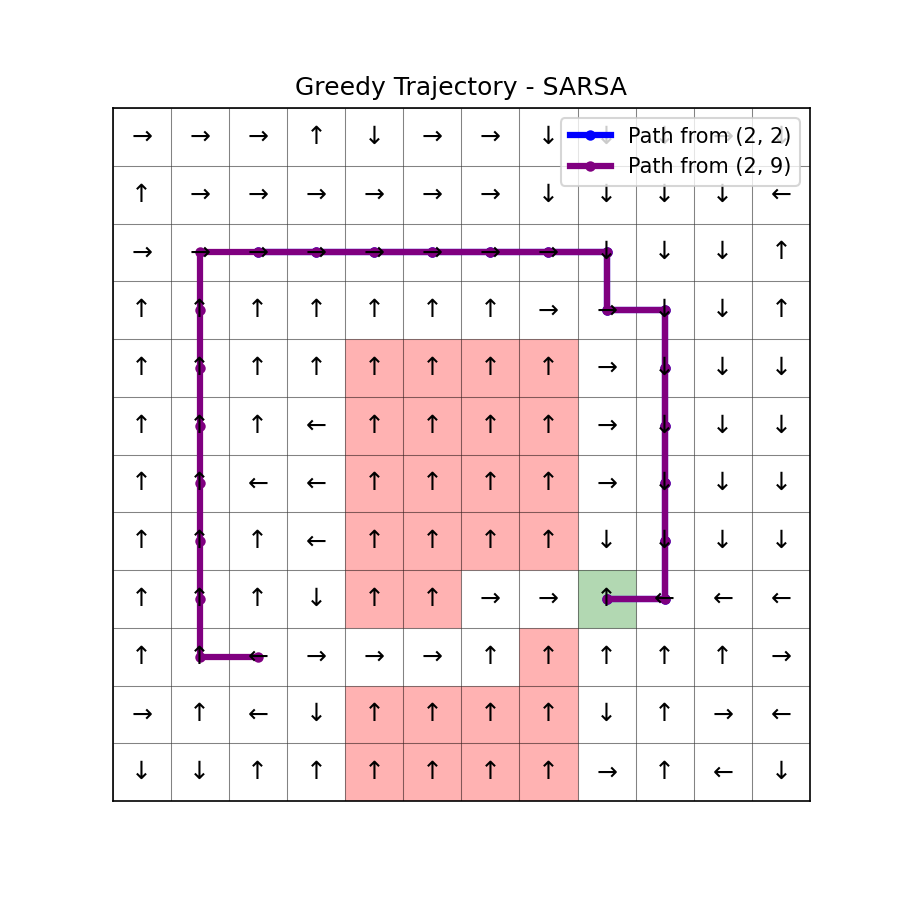 Greedy Trajectory - SARSA
Path from (2, 2)
Path from (2, 9)